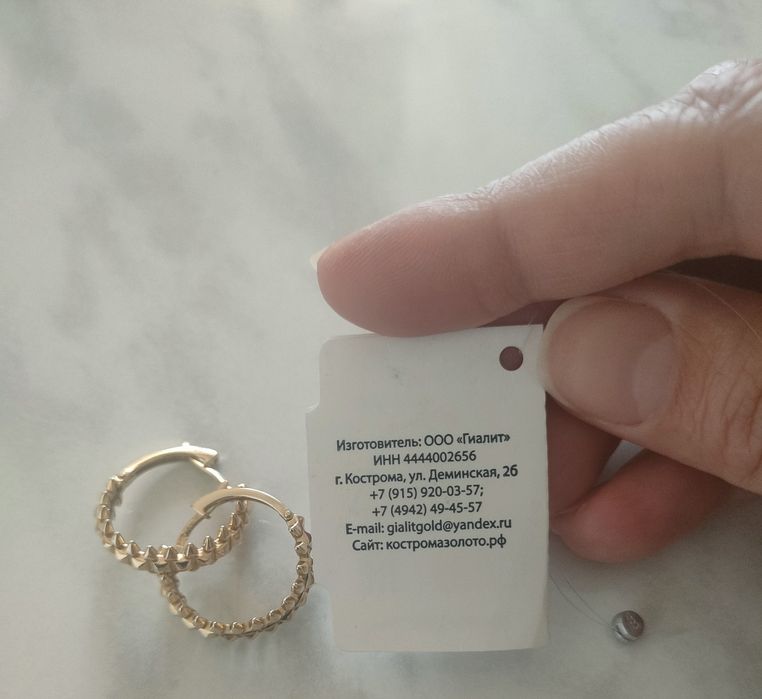 Изготовитель: ООО «Гиалит»
ИНН 4444002656
г. Кострома, ул. Деминская, 2б
+7 (915) 920-03-57;
+7 (4942) 49-45-57
E-mail: gialitgold@yandex.ru
Сайт: костромазолото.рф